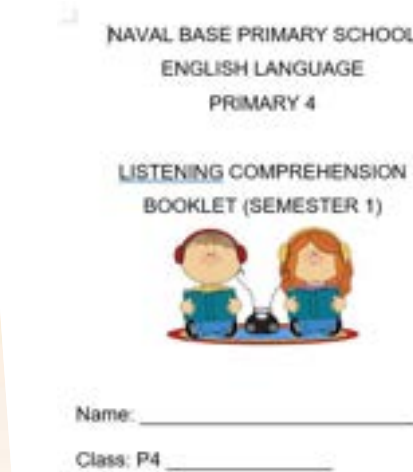 NAVAL BASE PRIMARY SCHOOL
ENGLISH LANGUAGE
PRIMARY 4
LISTENING COMPREHENSION
BOOKLET (SEMESTER 1)
Name:
Class: P4